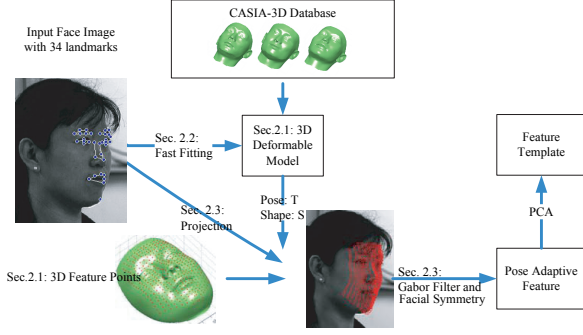 CASIA-3D Database
Input Face Image
with 34 landmarks
Sec. 2.2:
Fast Fitting
Sec.2.1: 3D
Deformable
Model
Feature
Template
Pose: T
Shape: S
Sec. 2.3:
Projection
PCA
Sec.2.1: 3D Feature Points
Sec. 2.3:
Gabor Filter and
Facial Symmetry
Pose Adaptive
Feature